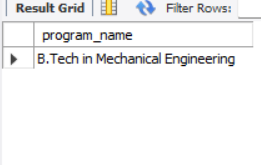 Result Grid Filter Rows:
program_name
B.Tech in Mechanical Engineering